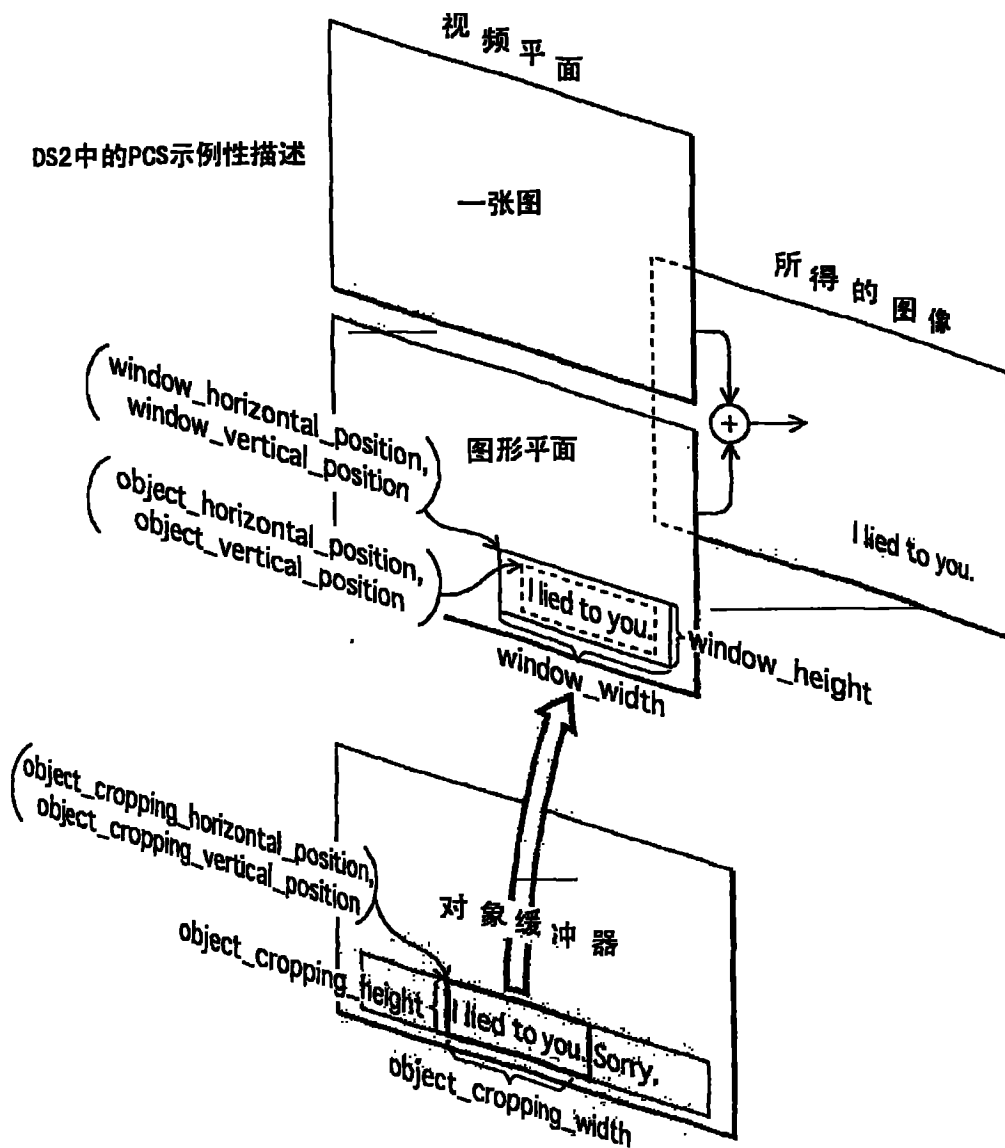 视频平面
DS2中的PCS示例性描述
一张图
所得的图像
(window_horizontal_position,
window_vertical_position)
图形平面
(object_horizontal_position,
object_vertical_position)
I lied to you.
I lied to you.
window_height
window_width
(object_cropping_horizontal_position,
object_cropping_vertical_position)
对象缓冲器
object_cropping_height
I lied to you. Sorry,
object_cropping_width